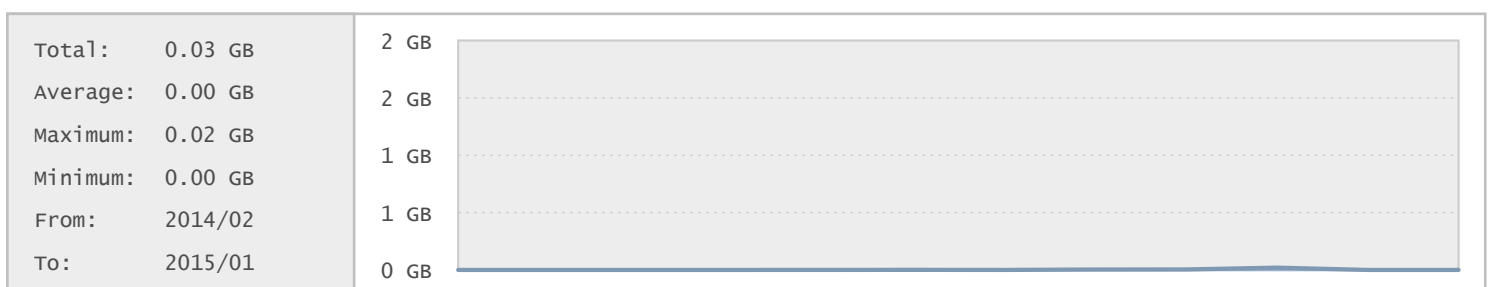 Total: 0.03 GB
Average: 0.00 GB
Maximum: 0.02 GB
Minimum: 0.00 GB
From: 2014/02
To: 2015/01
2 GB
2 GB
1 GB
1 GB
0 GB